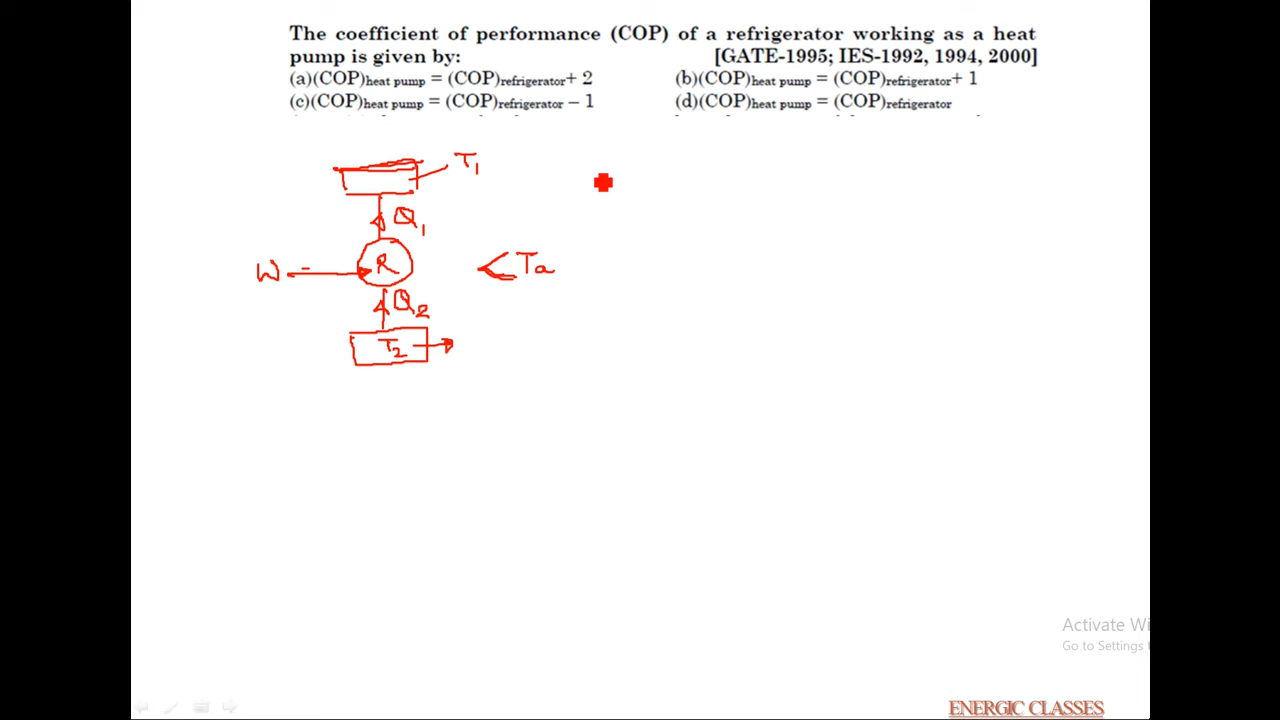 The coefficient of performance (COP) of a refrigerator working as a heat
pump is given by: [GATE-1995; IES-1992, 1994, 2000]
(a)(COP)heat pump = (COP)refrigerator+ 2 (b)(COP)heat pump = (COP)refrigerator+ 1
(c)(COP)heat pump = (COP)refrigerator – 1 (d)(COP)heat pump = (COP)refrigerator
T1
Q1
W R < Ta
Q2
T2
Activate Wi
Go to Settings
ENERGIC CLASSES